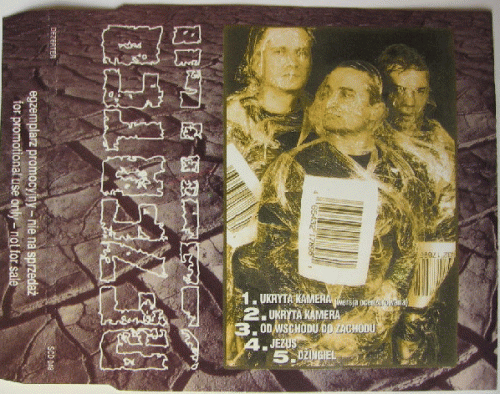 DEZERTER
egzemplarz promocyjny – nie na sprzedaż
for promotional use only – not for sale
DEZERTER
1. UKRYTA KAMERA
2. UKRYTA KAMERA
3. OD WSCHODU DO ZACHODU
4. JEZUS
5. DŻINGIEL